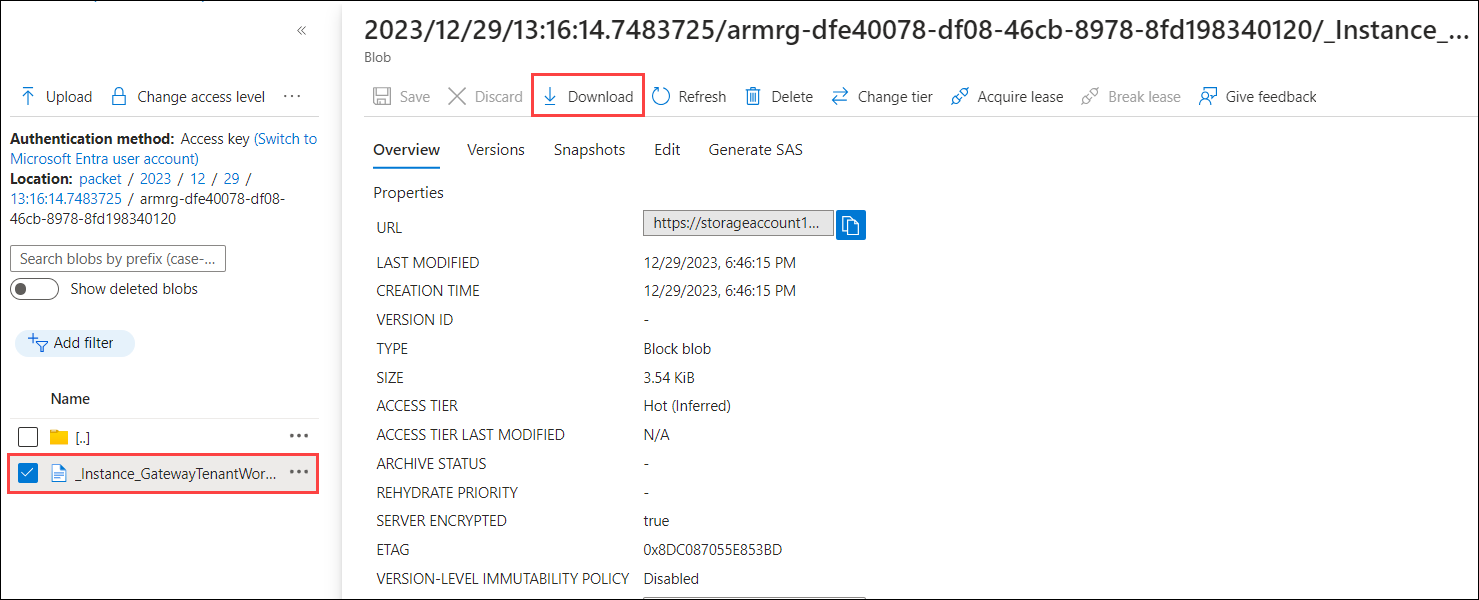 2023/12/29/13:16:14.7483725/armrg-dfe40078-df08-46cb-8978-8fd198340120/_Instance_...
Blob
«
Upload
Change access level
...
Authentication method: Access key (Switch to
Microsoft Entra user account)
Location: packet / 2023 / 12 / 29 /
13:16:14.7483725 / armrg-dfe40078-df08-
46cb-8978-8fd198340120
Search blobs by prefix (case-...
Show deleted blobs
Add filter
Name
[..]
_Instance_GatewayTenantWor...
Save
Discard
Download
Refresh
Delete
Change tier
Acquire lease
Break lease
Give feedback
Overview
Versions
Snapshots
Edit
Generate SAS
Properties
URL https://storageaccount1...
LAST MODIFIED 12/29/2023, 6:46:15 PM
CREATION TIME 12/29/2023, 6:46:15 PM
VERSION ID -
TYPE Block blob
SIZE 3.54 KiB
ACCESS TIER Hot (Inferred)
ACCESS TIER LAST MODIFIED N/A
ARCHIVE STATUS -
REHYDRATE PRIORITY -
SERVER ENCRYPTED true
ETAG 0x8DC087055E853BD
VERSION-LEVEL IMMUTABILITY POLICY Disabled